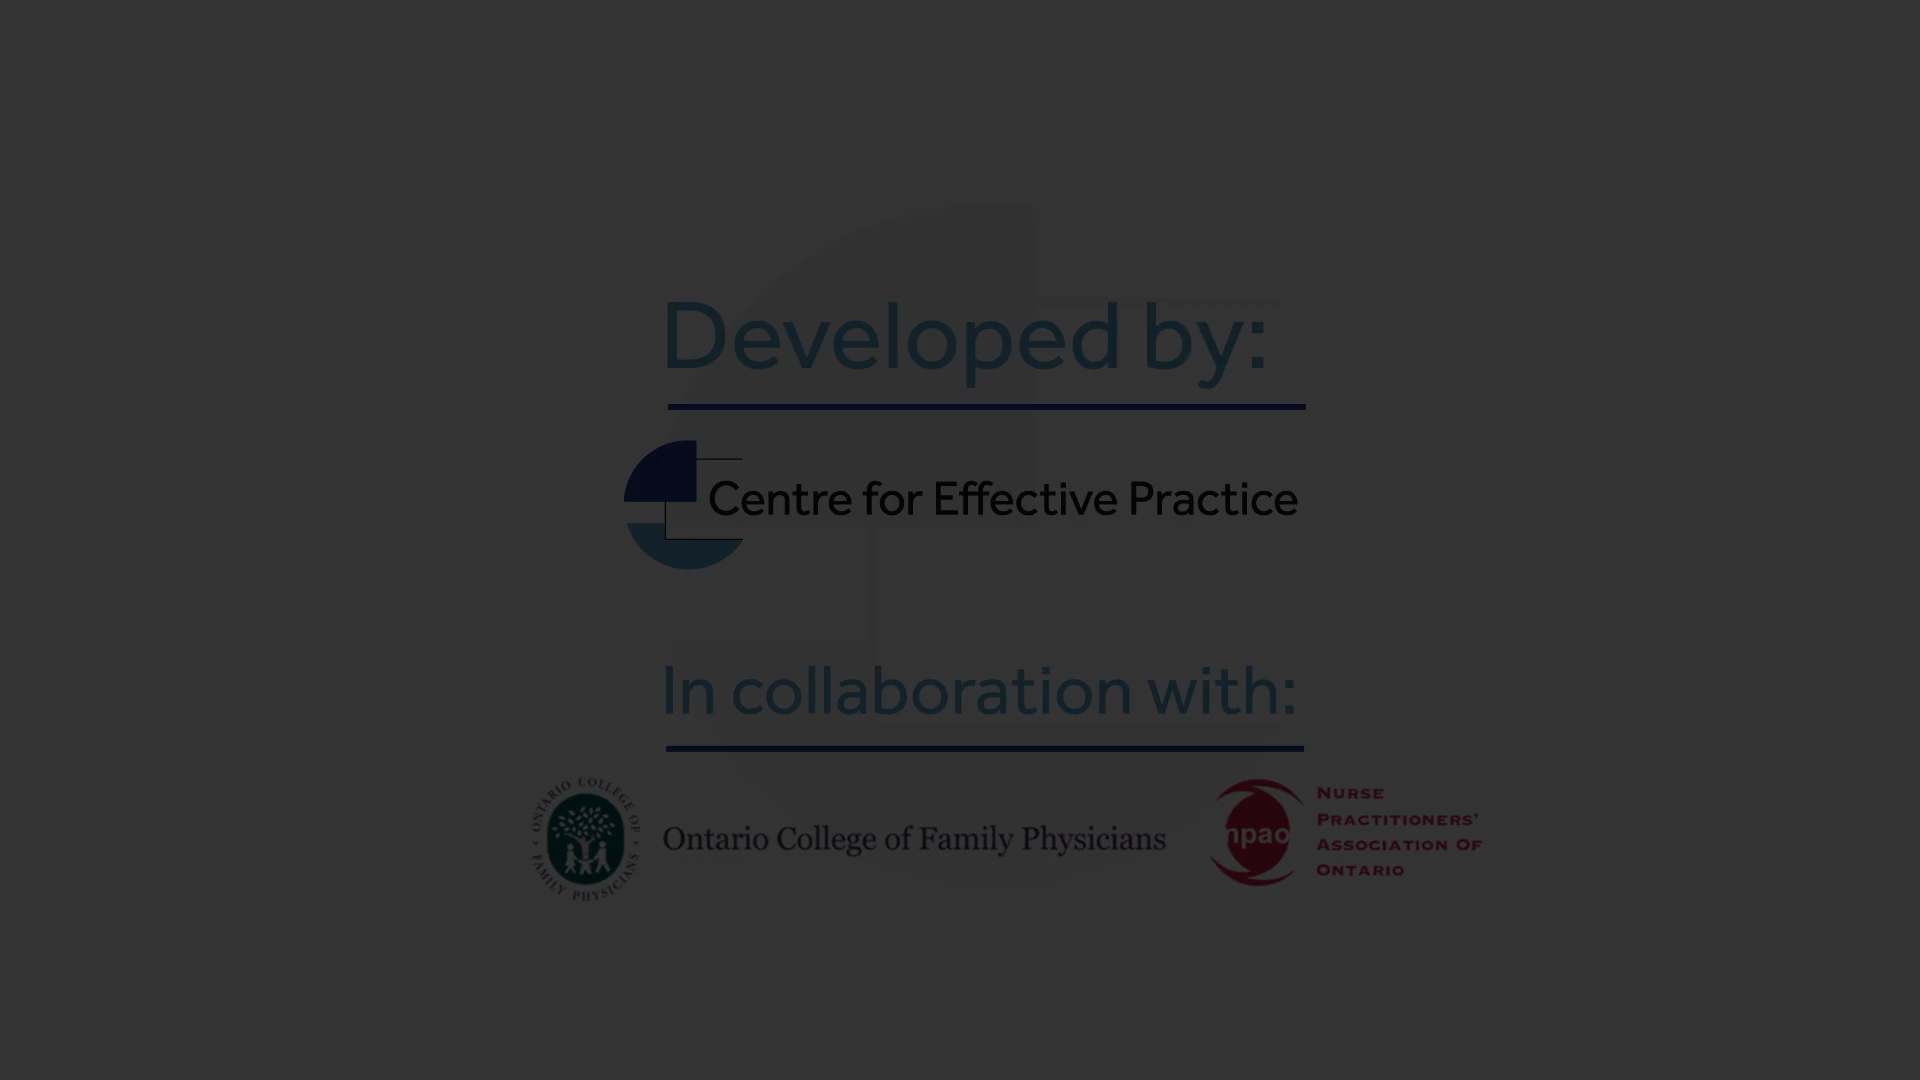 Developed by:
Centre for Effective Practice
In collaboration with:
ONTARIO COLLEGE OF
FAMILY PHYSICIANS
Ontario College of Family Physicians
npao
NURSE
PRACTITIONERS'
ASSOCIATION OF
ONTARIO